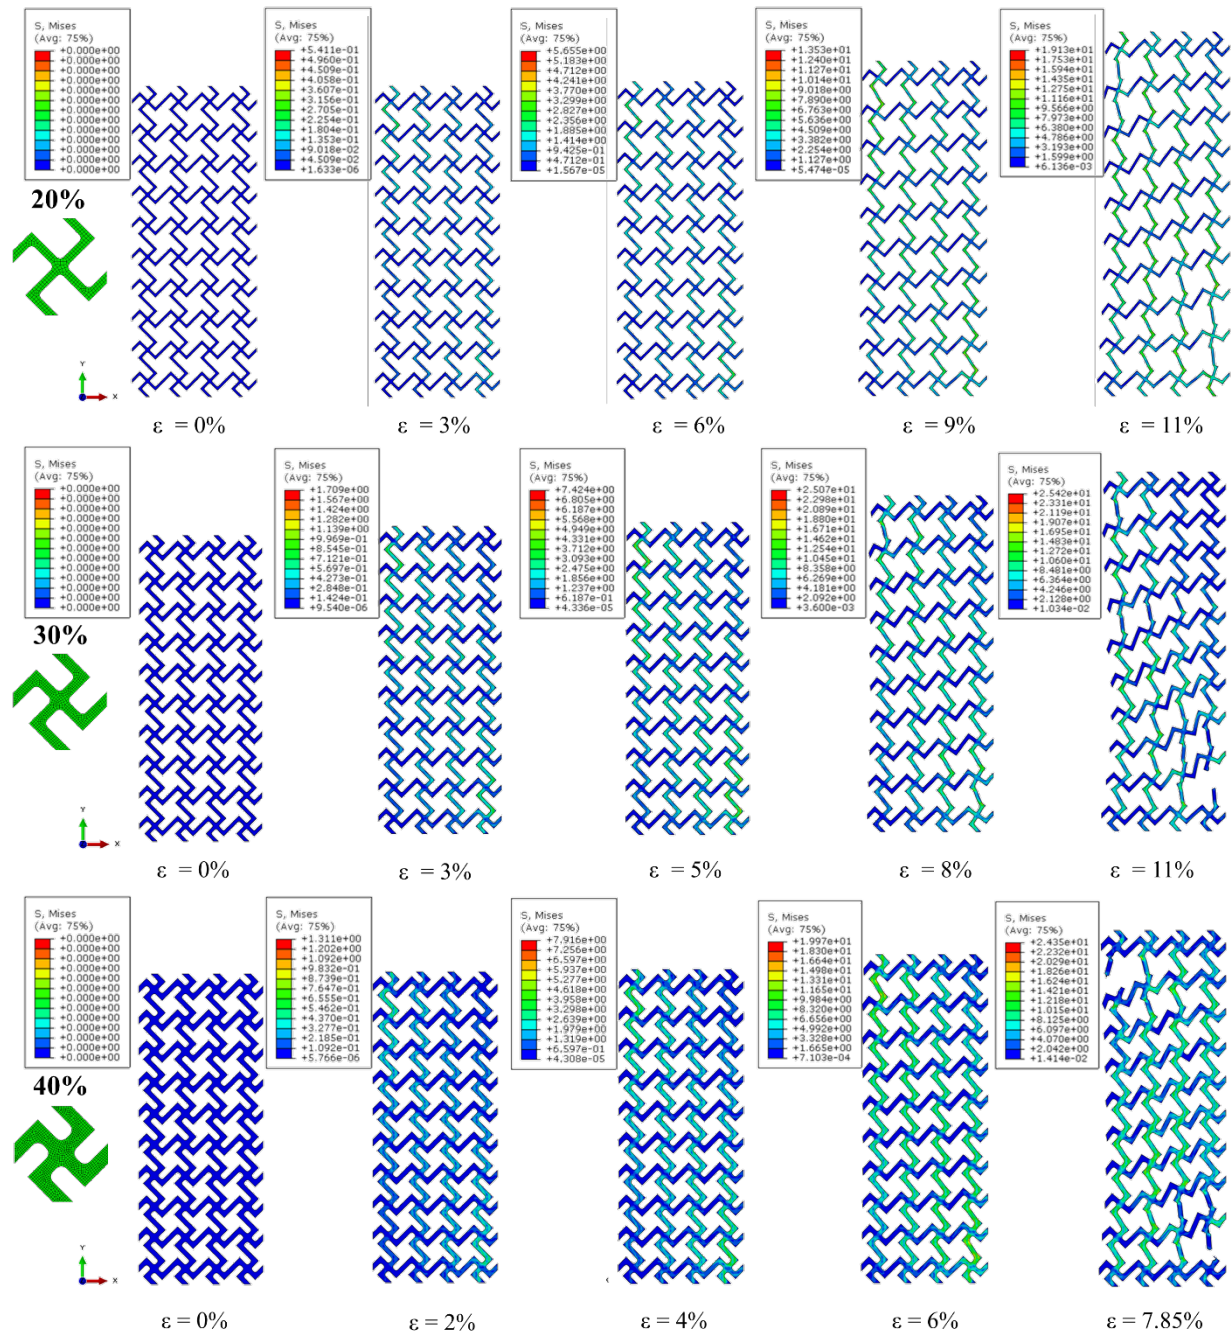 S, Mises
(Avg: 75%)
+0.000e+00
+0.000e+00
+0.000e+00
+0.000e+00
+0.000e+00
+0.000e+00
+0.000e+00
+0.000e+00
+0.000e+00
+0.000e+00
+0.000e+00
+0.000e+00
+0.000e+00
S, Mises
(Avg: 75%)
+5.411e-01
+4.960e-01
+4.509e-01
+4.058e-01
+3.607e-01
+3.156e-01
+2.705e-01
+2.254e-01
+1.804e-01
+1.353e-01
+9.018e-02
+4.509e-02
+1.633e-06
S, Mises
(Avg: 75%)
+5.655e+00
+5.183e+00
+4.712e+00
+4.241e+00
+3.770e+00
+3.299e+00
+2.827e+00
+2.356e+00
+1.885e+00
+1.414e+00
+9.425e-01
+4.712e-01
+1.567e-05
S, Mises
(Avg: 75%)
+1.353e+01
+1.240e+01
+1.127e+01
+1.014e+01
+9.018e+00
+7.890e+00
+6.763e+00
+5.636e+00
+4.509e+00
+3.382e+00
+2.254e+00
+1.127e+00
+5.474e-05
S, Mises
(Avg: 75%)
+1.913e+01
+1.753e+01
+1.594e+01
+1.435e+01
+1.275e+01
+1.116e+01
+9.566e+00
+7.973e+00
+6.380e+00
+4.786e+00
+3.193e+00
+1.599e+00
+6.136e-03
20%
Y
X
ε = 0%
ε = 3%
ε = 6%
ε = 9%
ε = 11%
S, Mises
(Avg: 75%)
+0.000e+00
+0.000e+00
+0.000e+00
+0.000e+00
+0.000e+00
+0.000e+00
+0.000e+00
+0.000e+00
+0.000e+00
+0.000e+00
+0.000e+00
+0.000e+00
+0.000e+00
S, Mises
(Avg: 75%)
+1.709e+00
+1.567e+00
+1.424e+00
+1.282e+00
+1.139e+00
+9.969e-01
+8.545e-01
+7.121e-01
+5.697e-01
+4.273e-01
+2.848e-01
+1.424e-01
+9.540e-06
S, Mises
(Avg: 75%)
+7.424e+00
+6.805e+00
+6.187e+00
+5.568e+00
+4.949e+00
+4.331e+00
+3.712e+00
+3.093e+00
+2.475e+00
+1.856e+00
+1.237e+00
+6.187e-01
+4.336e-05
S, Mises
(Avg: 75%)
+2.507e+01
+2.298e+01
+2.089e+01
+1.880e+01
+1.671e+01
+1.462e+01
+1.254e+01
+1.045e+01
+8.358e+00
+6.269e+00
+4.181e+00
+2.092e+00
+3.600e-03
S, Mises
(Avg: 75%)
+2.542e+01
+2.331e+01
+2.119e+01
+1.907e+01
+1.695e+01
+1.483e+01
+1.272e+01
+1.060e+01
+8.481e+00
+6.364e+00
+4.246e+00
+2.128e+00
+1.034e-02
30%
Y
X
ε = 0%
ε = 3%
ε = 5%
ε = 8%
ε = 11%
S, Mises
(Avg: 75%)
+0.000e+00
+0.000e+00
+0.000e+00
+0.000e+00
+0.000e+00
+0.000e+00
+0.000e+00
+0.000e+00
+0.000e+00
+0.000e+00
+0.000e+00
+0.000e+00
+0.000e+00
S, Mises
(Avg: 75%)
+1.311e+00
+1.202e+00
+1.092e+00
+9.832e-01
+8.739e-01
+7.647e-01
+6.555e-01
+5.462e-01
+4.370e-01
+3.277e-01
+2.185e-01
+1.092e-01
+5.766e-06
S, Mises
(Avg: 75%)
+7.916e+00
+7.256e+00
+6.597e+00
+5.937e+00
+5.277e+00
+4.618e+00
+3.958e+00
+3.298e+00
+2.639e+00
+1.979e+00
+1.319e+00
+6.597e-01
+4.308e-05
S, Mises
(Avg: 75%)
+1.997e+01
+1.830e+01
+1.664e+01
+1.498e+01
+1.331e+01
+1.165e+01
+9.984e+00
+8.320e+00
+6.656e+00
+4.992e+00
+3.328e+00
+1.665e+00
+7.103e-04
S, Mises
(Avg: 75%)
+2.435e+01
+2.232e+01
+2.029e+01
+1.826e+01
+1.624e+01
+1.421e+01
+1.218e+01
+1.015e+01
+8.125e+00
+6.097e+00
+4.070e+00
+2.042e+00
+1.414e-02
40%
Y
X
ε = 0%
ε = 2%
ε = 4%
ε = 6%
ε = 7.85%